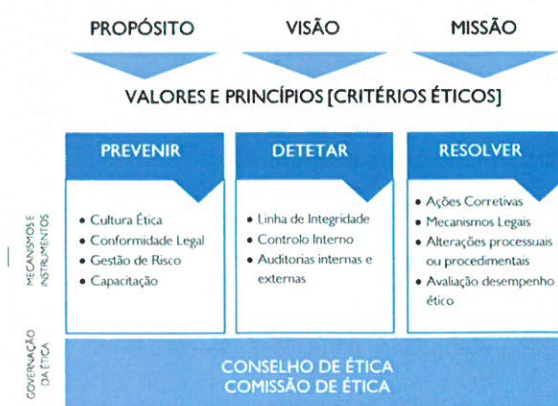 PROPÓSITO
VISÃO
MISSÃO
VALORES E PRINCÍPIOS [CRITÉRIOS ÉTICOS]
PREVENIR
DETETAR
RESOLVER
MECANISMOS E
INSTRUMENTOS
• Cultura Ética
• Conformidade Legal
• Gestão de Risco
• Capacitação
• Linha de Integridade
• Controlo Interno
• Auditorias internas e
externas
• Ações Corretivas
• Mecanismos Legais
• Alterações processuais
ou procedimentais
• Avaliação desempenho
ético
GOVERNAÇÃO
DA ÉTICA
CONSELHO DE ÉTICA
COMISSÃO DE ÉTICA